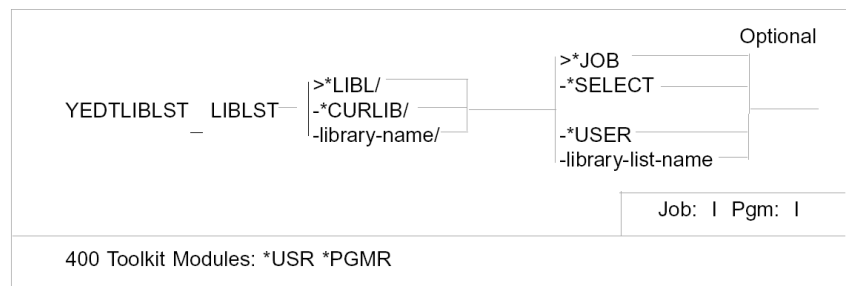 Optional
>*JOB
>*LIBL/
-*SELECT
YEDTLIBLST _ LIBLST
-*CURLIB/
-library-name/
-*USER
-library-list-name
Job: I Pgm: I
400 Toolkit Modules: *USR *PGMR